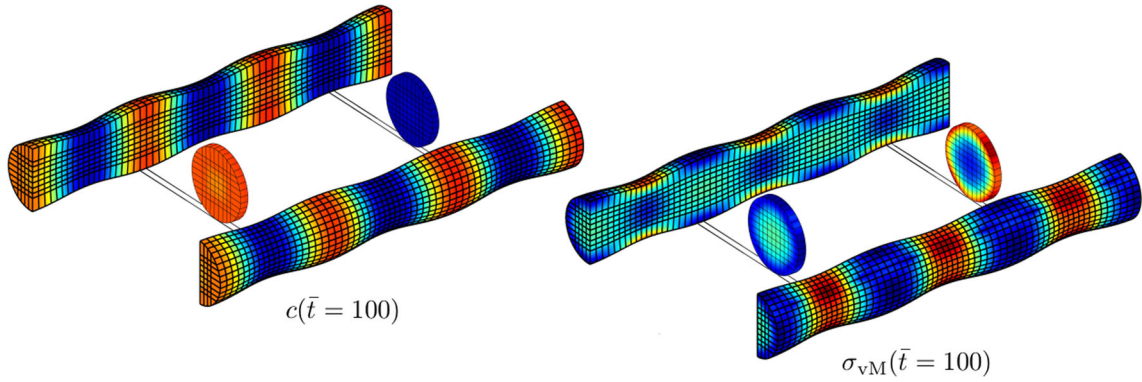 c(t̄ = 100)
σvM(t̄ = 100)